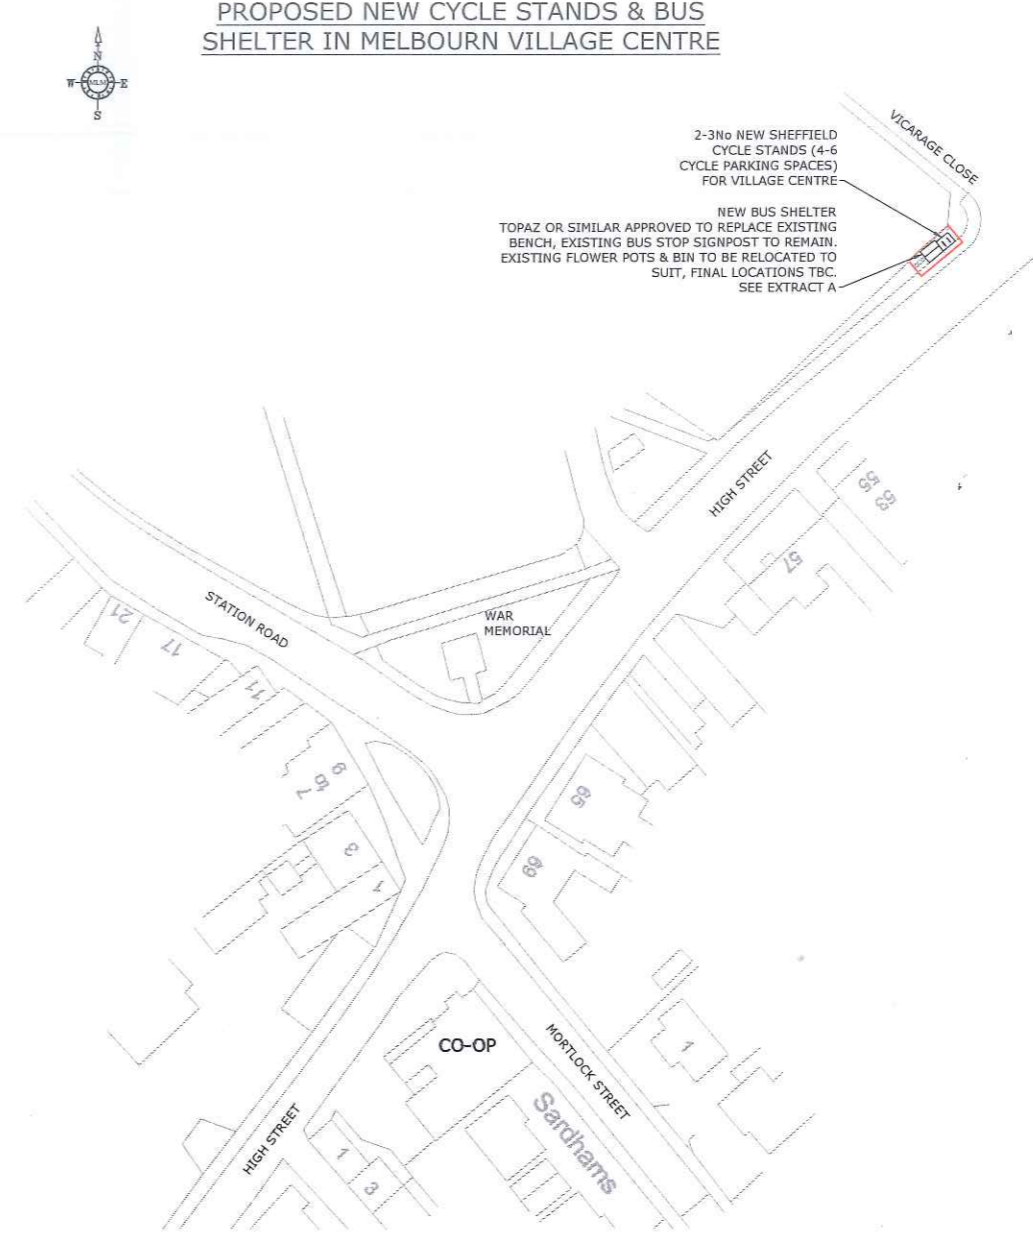 PROPOSED NEW CYCLE STANDS & BUS
SHELTER IN MELBOURN VILLAGE CENTRE
N
W
MLM
E
S
VICARAGE CLOSE
2-3No NEW SHEFFIELD
CYCLE STANDS (4-6
CYCLE PARKING SPACES)
FOR VILLAGE CENTRE
NEW BUS SHELTER
TOPAZ OR SIMILAR APPROVED TO REPLACE EXISTING
BENCH, EXISTING BUS STOP SIGNPOST TO REMAIN.
EXISTING FLOWER POTS & BIN TO BE RELOCATED TO
SUIT, FINAL LOCATIONS TBC.
SEE EXTRACT A
HIGH STREET
55
53
57
STATION ROAD
WAR
MEMORIAL
21
17
11
9
7
65
69
3
1
CO-OP
MORTLOCK STREET
1
Sardhams
HIGH STREET
1
3